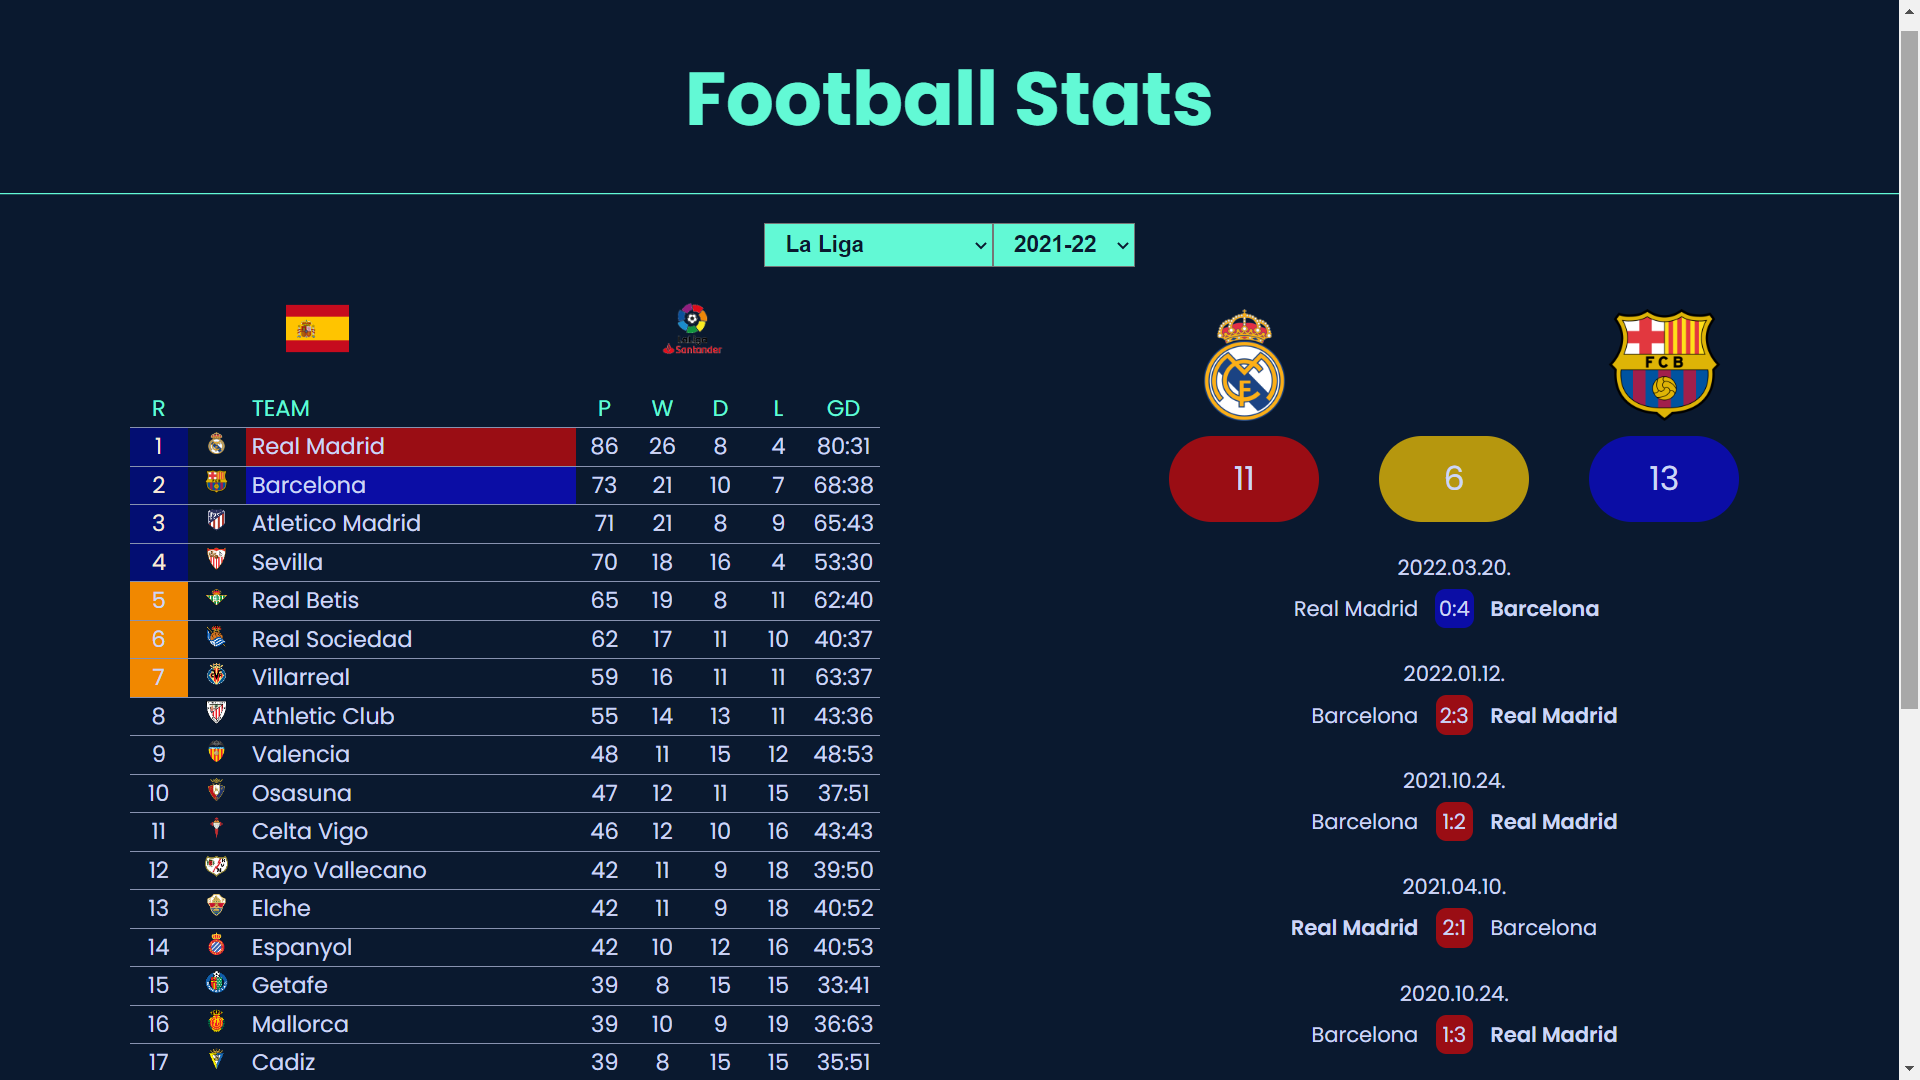 Football Stats
La Liga 2021-22
Santander
R TEAM P W D L GD
1 Real Madrid 86 26 8 4 80:31
2 Barcelona 73 21 10 7 68:38
3 Atletico Madrid 71 21 8 9 65:43
4 Sevilla 70 18 16 4 53:30
5 Real Betis 65 19 8 11 62:40
6 Real Sociedad 62 17 11 10 40:37
7 Villarreal 59 16 11 11 63:37
8 Athletic Club 55 14 13 11 43:36
9 Valencia 48 11 15 12 48:53
10 Osasuna 47 12 11 15 37:51
11 Celta Vigo 46 12 10 16 43:43
12 Rayo Vallecano 42 11 9 18 39:50
13 Elche 42 11 9 18 40:52
14 Espanyol 42 10 12 16 40:53
15 Getafe 39 8 15 15 33:41
16 Mallorca 39 10 9 19 36:63
17 Cadiz 39 8 15 15 35:51
FCB
11 6 13
2022.03.20.
Real Madrid 0:4 Barcelona
2022.01.12.
Barcelona 2:3 Real Madrid
2021.10.24.
Barcelona 1:2 Real Madrid
2021.04.10.
Real Madrid 2:1 Barcelona
2020.10.24.
Barcelona 1:3 Real Madrid